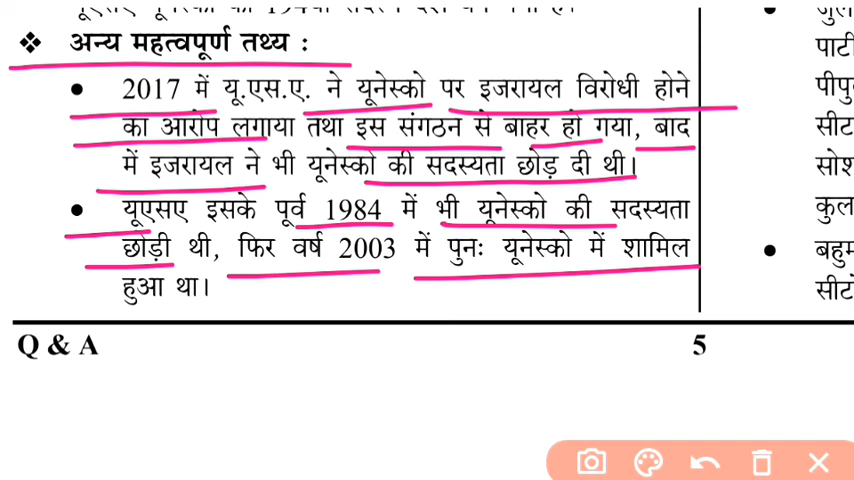 ❖ अन्य महत्वपूर्ण तथ्य :
• 2017 में यू.एस.ए. ने यूनेस्को पर इजरायल विरोधी होने
का आरोप लगाया तथा इस संगठन से बाहर हो गया, बाद
में इजरायल ने भी यूनेस्को की सदस्यता छोड़ दी थी।
• यूएसए इसके पूर्व 1984 में भी यूनेस्को की सदस्यता
छोड़ी थी, फिर वर्ष 2003 में पुनः यूनेस्को में शामिल
हुआ था।
Q & A
5
पाटी
पीपु
सीट
सोश
कुल
• बहुम
सीटो